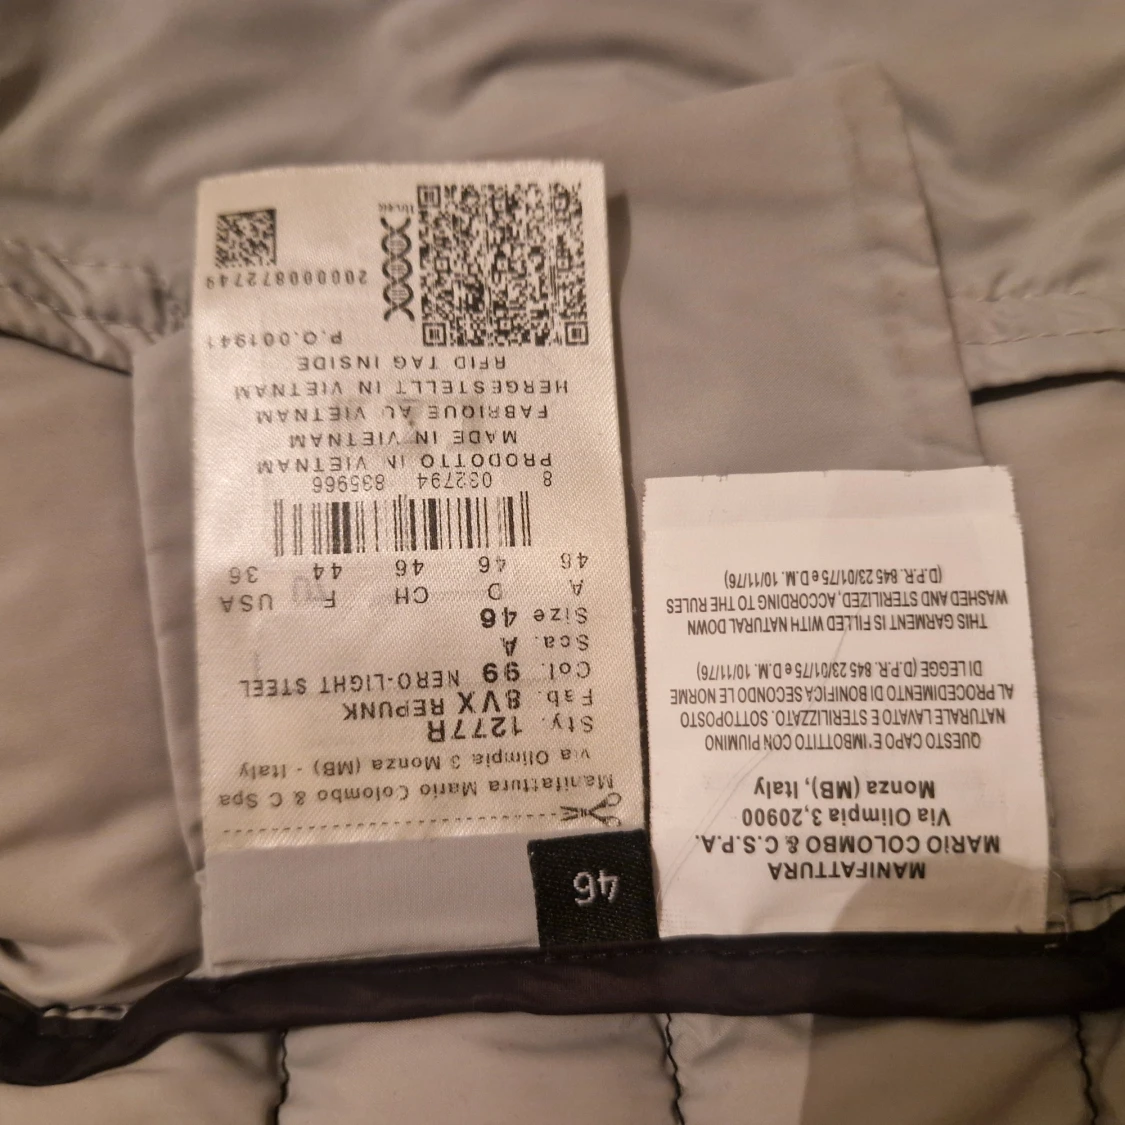 46
Manifattura Mario Colombo & C Spa
via Olimpia 3 Monza (MB) - Italy
Sty. 1277R
Fab. 8VX REPUNK
Col. 99 NERO-LIGHT STEEL
Sca. A
Size 46
A D CH F USA
46 46 46 44 36
8 032794 835966
PRODOTTO IN VIETNAM
MADE IN VIETNAM
FABRIQUE AU VIETNAM
HERGESTELLT IN VIETNAM
RFID TAG INSIDE
P.O.001941
20000872749
MANIFATTURA
MARIO COLOMBO & C.S.P.A.
Via Olimpia 3,20900
Monza (MB), Italy
QUESTO CAPO E'IMBOTTITO CON PIUMINO
NATURALE LAVATO E STERILIZZATO. SOTTOPOSTO
AL PROCEDIMENTO DI BONIFICA SECONDO LE NORME
DI LEGGE (D.P.R. 845 23/01/75 e D.M. 10/11/76)
THIS GARMENT IS FILLED WITH NATURAL DOWN
WASHED AND STERILIZED, ACCORDING TO THE RULES
(D.P.R. 845 23/01/75 e D.M. 10/11/76)